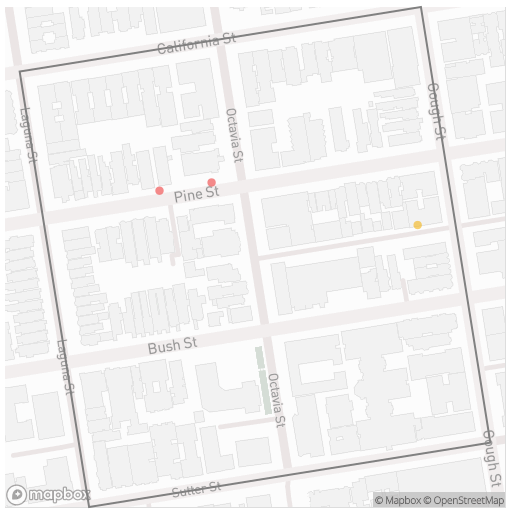 California St
Laguna St
Octavia St
Gough St
Pine St
Bush St
Laguna St
Octavia St
Gough St
Sutter St
mapbox
© Mapbox © OpenStreetMap